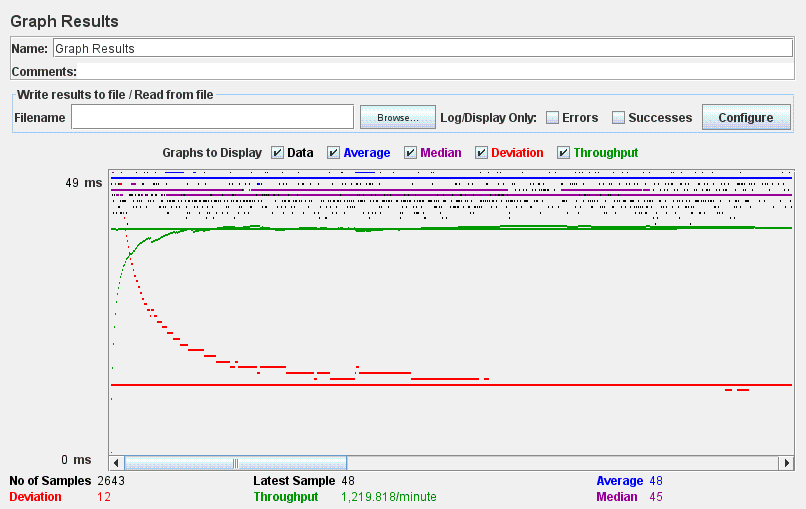 Graph Results
Name: Graph Results
Comments:
Write results to file / Read from file
Filename Browse... Log/Display Only: Errors Successes Configure
Graphs to Display Data Average Median Deviation Throughput
49 ms
0 ms
No of Samples 2643 Latest Sample 48 Average 48
Deviation 12 Throughput 1,219.818/minute Median 45